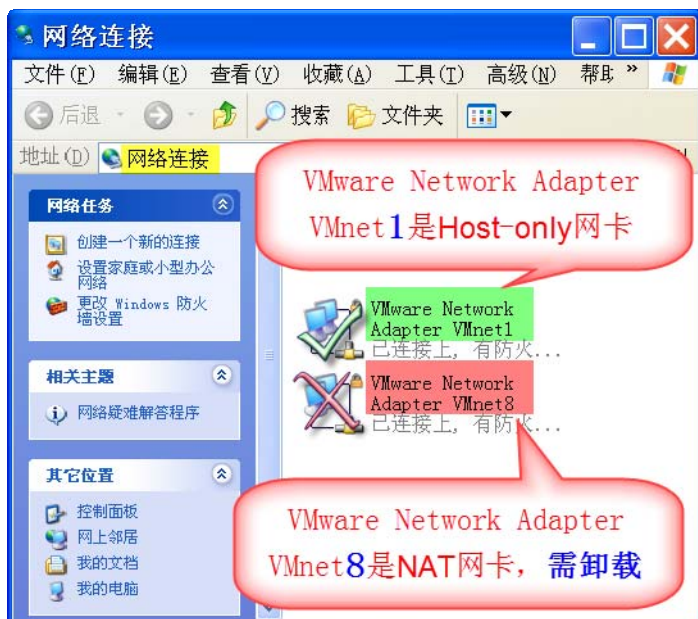 网络连接
文件(F) 编辑(E) 查看(V) 收藏(A) 工具(T) 高级(N) 帮 »
后退 搜索 文件夹
地址(D) 网络连接
VMware Network Adapter
VMnet1是Host-only网卡
网络任务
创建一个新的连接
设置家庭或小型办公
网络
更改 Windows 防火
墙设置
VMware Network
Adapter VMnet1
已连接上, 有防火...
VMware Network
Adapter VMnet8
已连接上, 有防火...
相关主题
网络疑难解答程序
其它位置
控制面板
网上邻居
我的文档
我的电脑
VMware Network Adapter
VMnet8是NAT网卡，需卸载